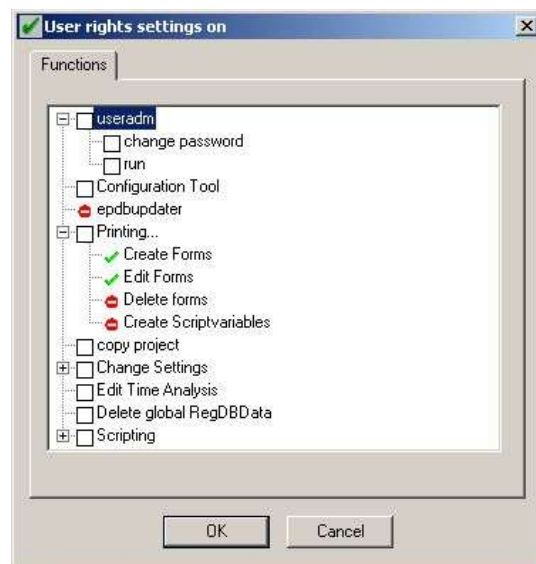 User rights settings on
Functions
useradm
change password
run
Configuration Tool
epdbupdater
Printing...
Create Forms
Edit Forms
Delete forms
Create Scriptvariables
copy project
Change Settings
Edit Time Analysis
Delete global RegDBData
Scripting
OK Cancel